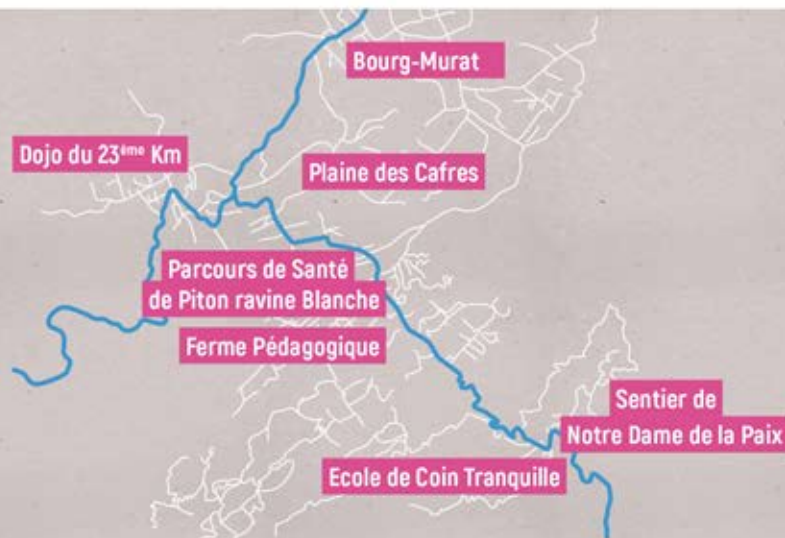 Bourg-Murat
Dojo du 23ème Km
Plaine des Cafres
Parcours de Santé
de Piton ravine Blanche
Ferme Pédagogique
Sentier de
Notre Dame de la Paix
Ecole de Coin Tranquille